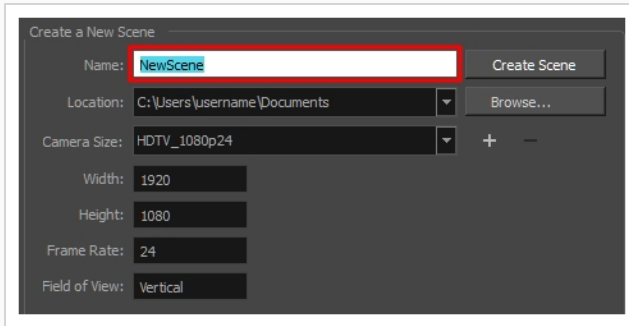 Create a New Scene
Name: NewScene Create Scene
Location: C:\Users\username\Documents Browse...
Camera Size: HDTV_1080p24
Width: 1920
Height: 1080
Frame Rate: 24
Field of View: Vertical